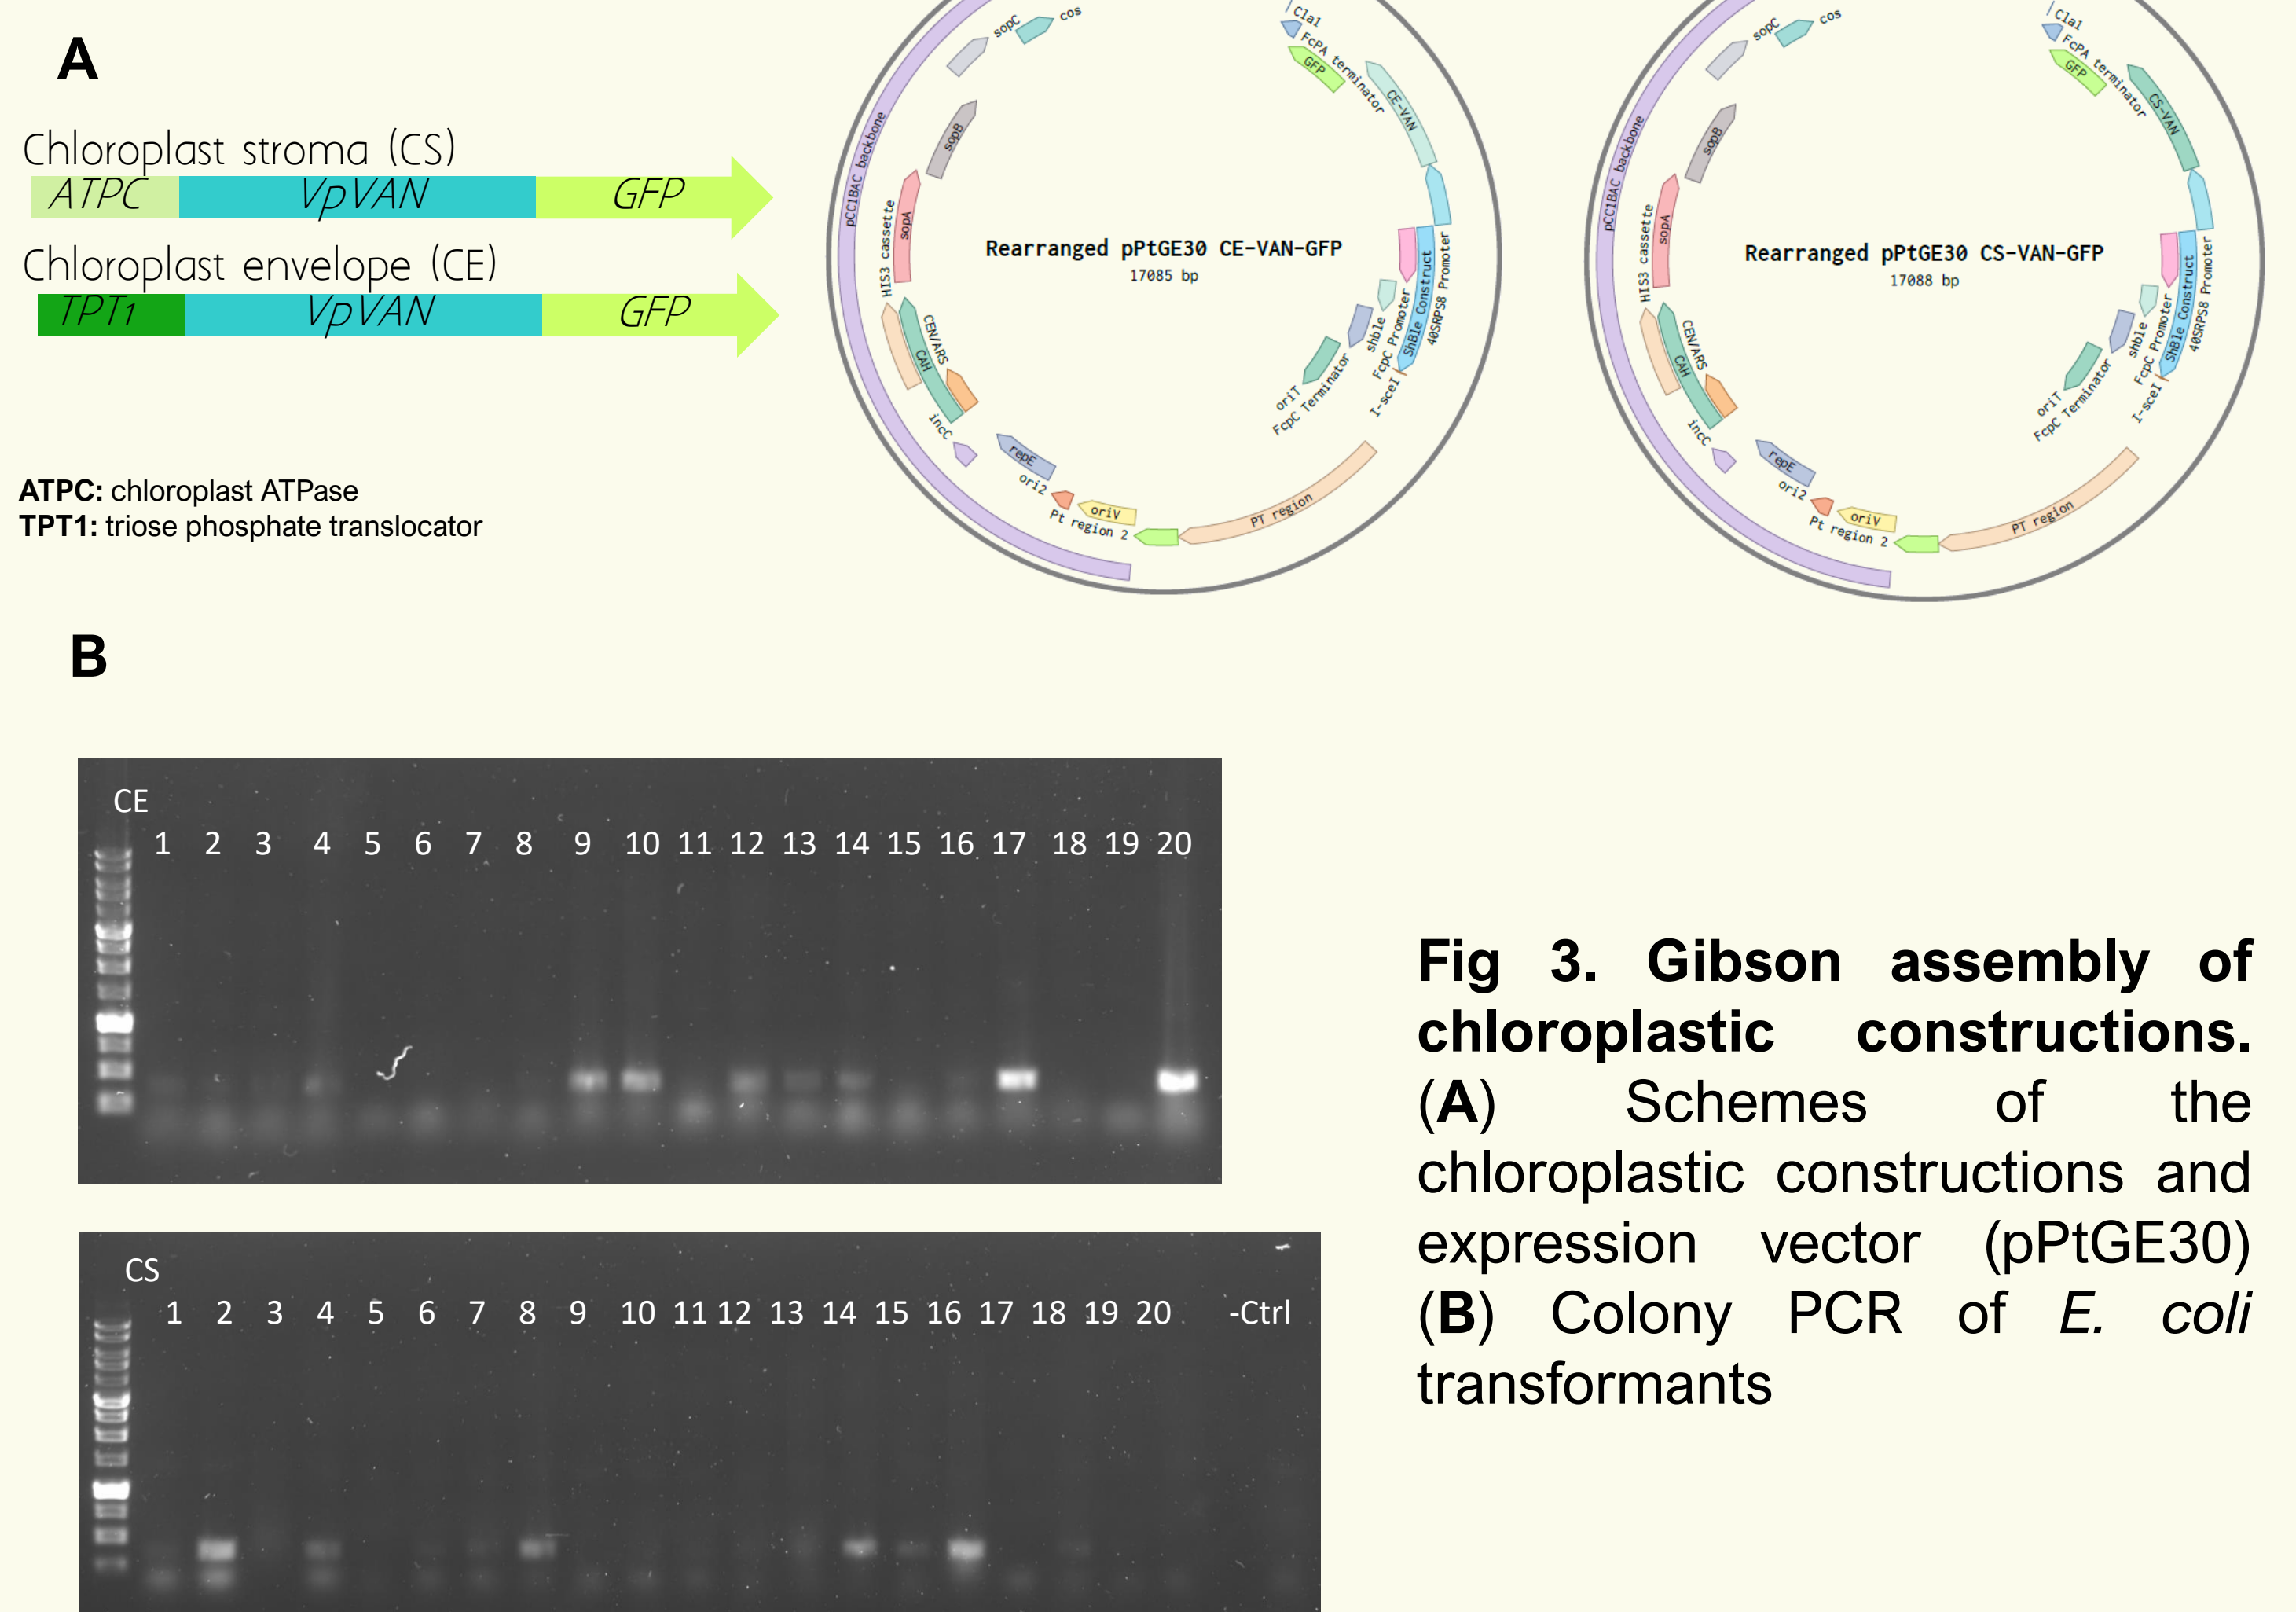 A
Chloroplast stroma (CS)
ATPC VpVAN GFP
Chloroplast envelope (CE)
TPT1 VpVAN GFP
ATPC: chloroplast ATPase
TPT1: triose phosphate translocator
sopC
cos
Cla1
FcPA terminator
GFP
CE-VAN
pCC1BAC backbone
sopB
sopA
HIS3 cassette
Rearranged pPtGE30 CE-VAN-GFP
17085 bp
40SRPS8 Promoter
ShBle Construct
FcpC Promoter
shble
FcpC Terminator
oriT
I-sceI
CEN/ARS
CAH
incC
repE
ori2
oriV
Pt region 2
PT region
sopC
cos
Cla1
FcPA terminator
GFP
CS-VAN
pCC1BAC backbone
sopB
sopA
HIS3 cassette
Rearranged pPtGE30 CS-VAN-GFP
17088 bp
40SRPS8 Promoter
ShBle Construct
FcpC Promoter
shble
FcpC Terminator
oriT
I-sceI
CEN/ARS
CAH
incC
repE
ori2
oriV
Pt region 2
PT region
B
CE
1 2 3 4 5 6 7 8 9 10 11 12 13 14 15 16 17 18 19 20
CS
1 2 3 4 5 6 7 8 9 10 11 12 13 14 15 16 17 18 19 20 -Ctrl
Fig 3. Gibson assembly of
chloroplastic constructions.
(A) Schemes of the
chloroplastic constructions and
expression vector (pPtGE30)
(B) Colony PCR of E. coli
transformants